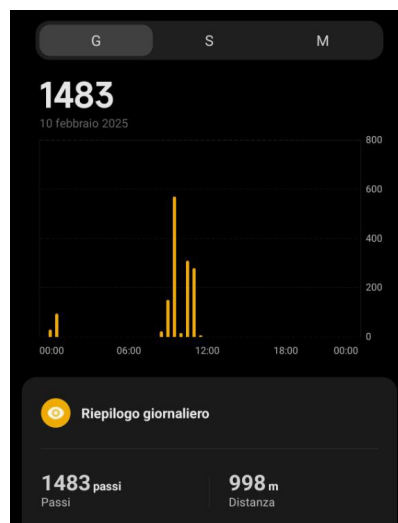 G S M
1483
10 febbraio 2025
800
600
400
200
0
00:00 06:00 12:00 18:00 00:00
Riepilogo giornaliero
1483 passi 998 m
Passi Distanza